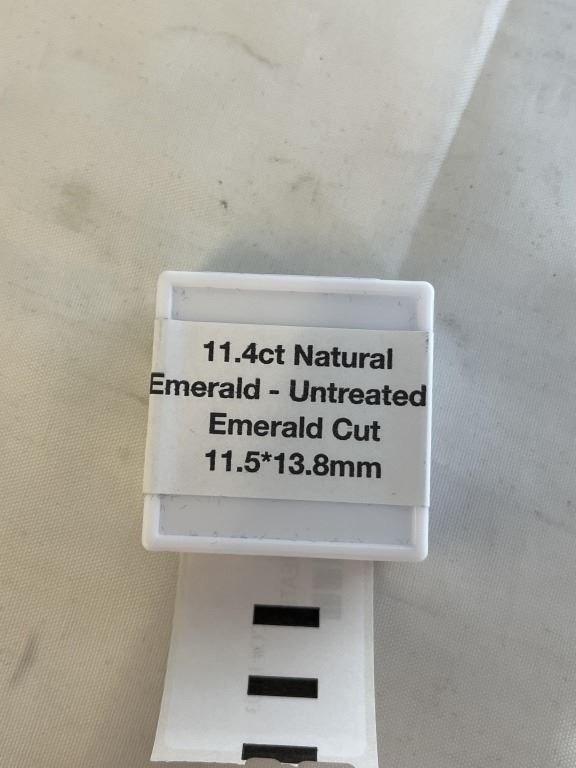 11.4ct Natural
Emerald - Untreated
Emerald Cut
11.5*13.8mm